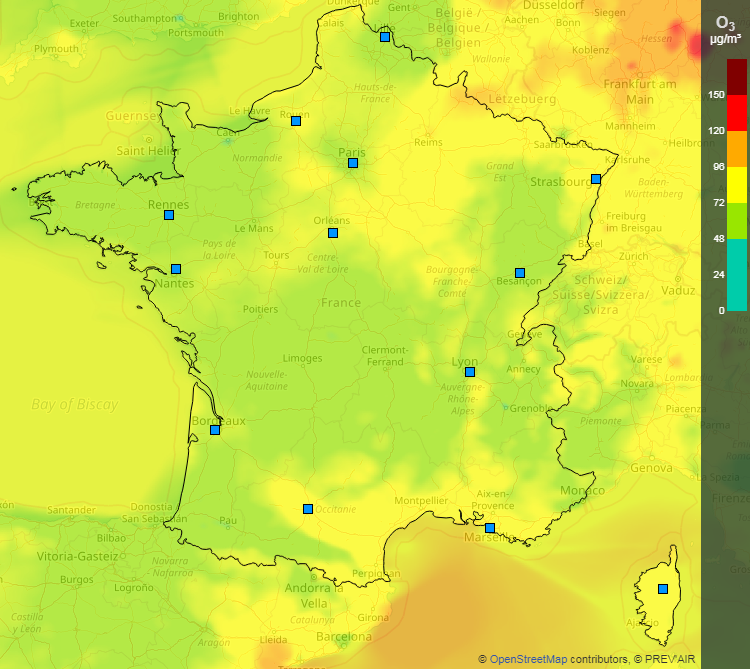 Dunkerque
België /
Belgique /
Belgien
Düsseldorf
Southampton
Brighton
Exeter
Portsmouth
Plymouth
Calais
Lille
Gent
Aachen
Bonn
Siegen
Koblenz
Hessen
Wallonie
Frankfurt am
Main
Hauts-de-
France
Letzebuerg
Guernsey
Le Havre
Rouen
Mannheim
Caen
Saint Helier
Normandie
Paris
Reims
Saarbrücken
Heilbronn
Karlsruhe
Grand
Est
Strasbourg
Baden-
Württemberg
Bretagne
Rennes
Le Mans
Orléans
Freiburg
im Breisgau
Pays de
la Loire
Tours
Centre-
Val de Loire
Basel
Zürich
Bourgogne-
Franche-
Comté
Besançon
Nantes
Schweiz/
Suisse/Svizzera/
Svizra
Vaduz
France
Poitiers
Genève
Limoges
Clermont-
Ferrand
Lyon
Annecy
Varese
Novara
Lombardia
Nouvelle-
Aquitaine
Auvergne
Rhône-
Alpes
Grenoble
Piacenza
Bay of Biscay
Bordeaux
Piemonte
Parma
Genova
La Spezia
Monaco
Firenze
Santander
Donostia
San Sebastián
Bilbao
Pau
Occitanie
Montpellier
Aix-en-
Provence
Marseille
Vitoria-Gasteiz
Navarra
- Nafarroa
Burgos
Logroño
Perpignan
Andorra la
Vella
Castilla
y León
Girona
Catalunya
Aragón
Lleida
Barcelona
Tarragona
Ajaccio
O₃
µg/m³
150
120
96
72
48
24
0
© OpenStreetMap contributors, © PREV'AIR